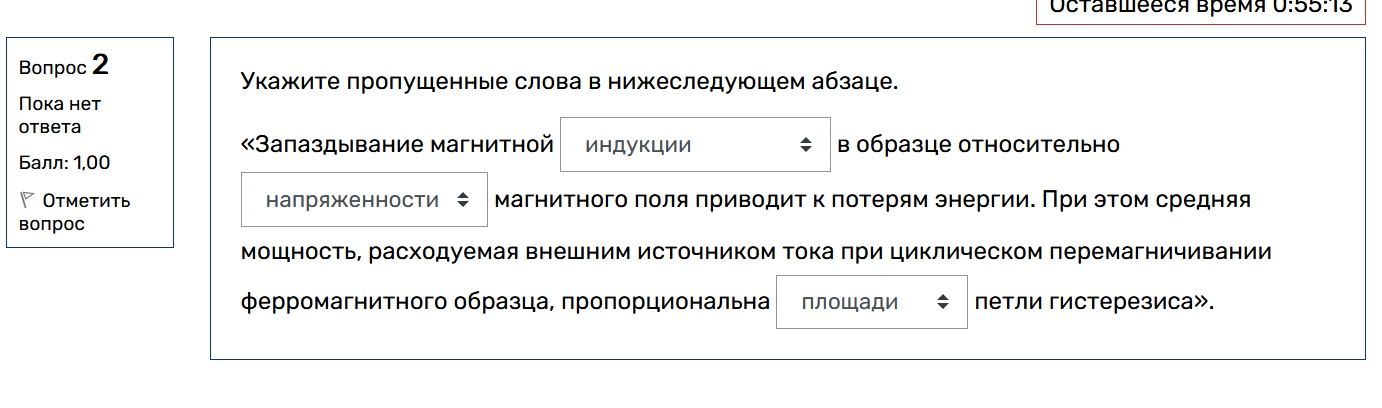 Оставшееся время 0:55:13
Вопрос 2
Пока нет
ответа
Балл: 1,00
Отметить
вопрос
Укажите пропущенные слова в нижеследующем абзаце.
«Запаздывание магнитной индукции в образце относительно
напряженности магнитного поля приводит к потерям энергии. При этом средняя
мощность, расходуемая внешним источником тока при циклическом перемагничивании
ферромагнитного образца, пропорциональна площади петли гистерезиса».